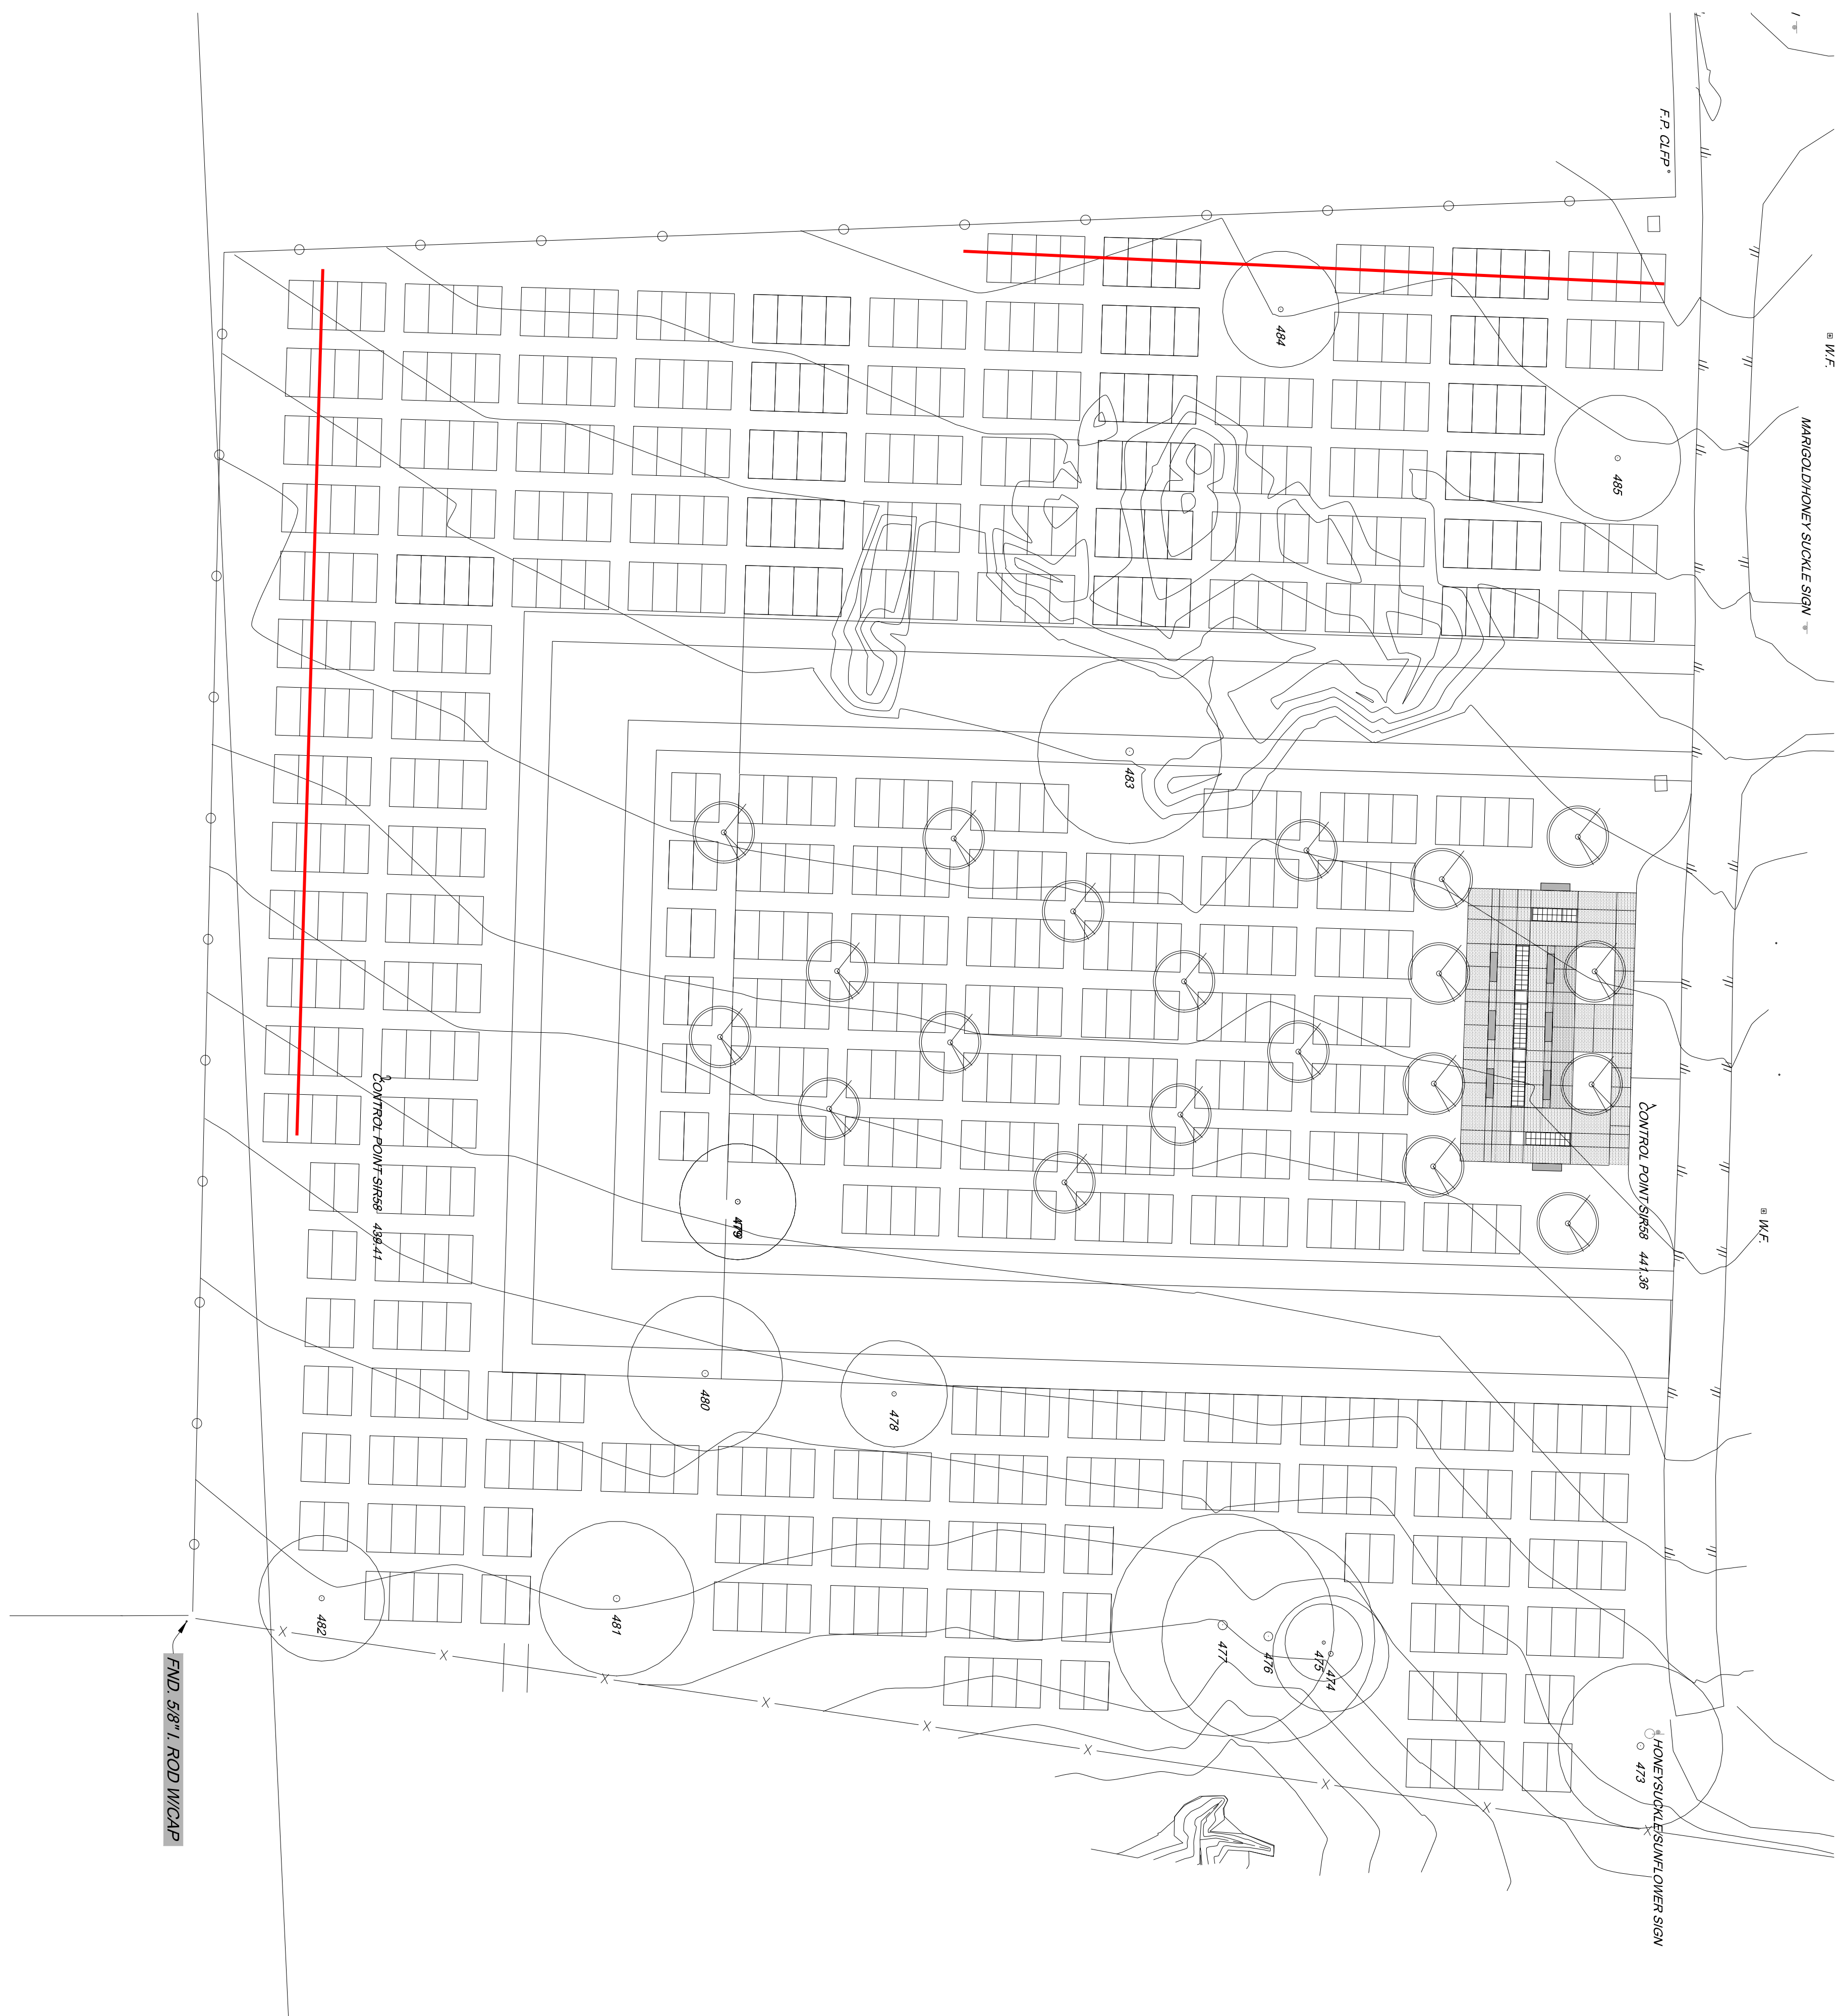 F.P. CLFP
W.F.
MARIGOLD/HONEY SUCKLE SIGN
484
485
483
CONTROL POINT SIR58 439.41
CONTROL POINT SIR58 441.36
W.F.
479
480
478
482
481
477
476
475
474
473
HONEYSUCKLE/SUNFLOWER SIGN
FND. 5/8" I. ROD W/CAP
X
X
X
X
X
X
X
X
X